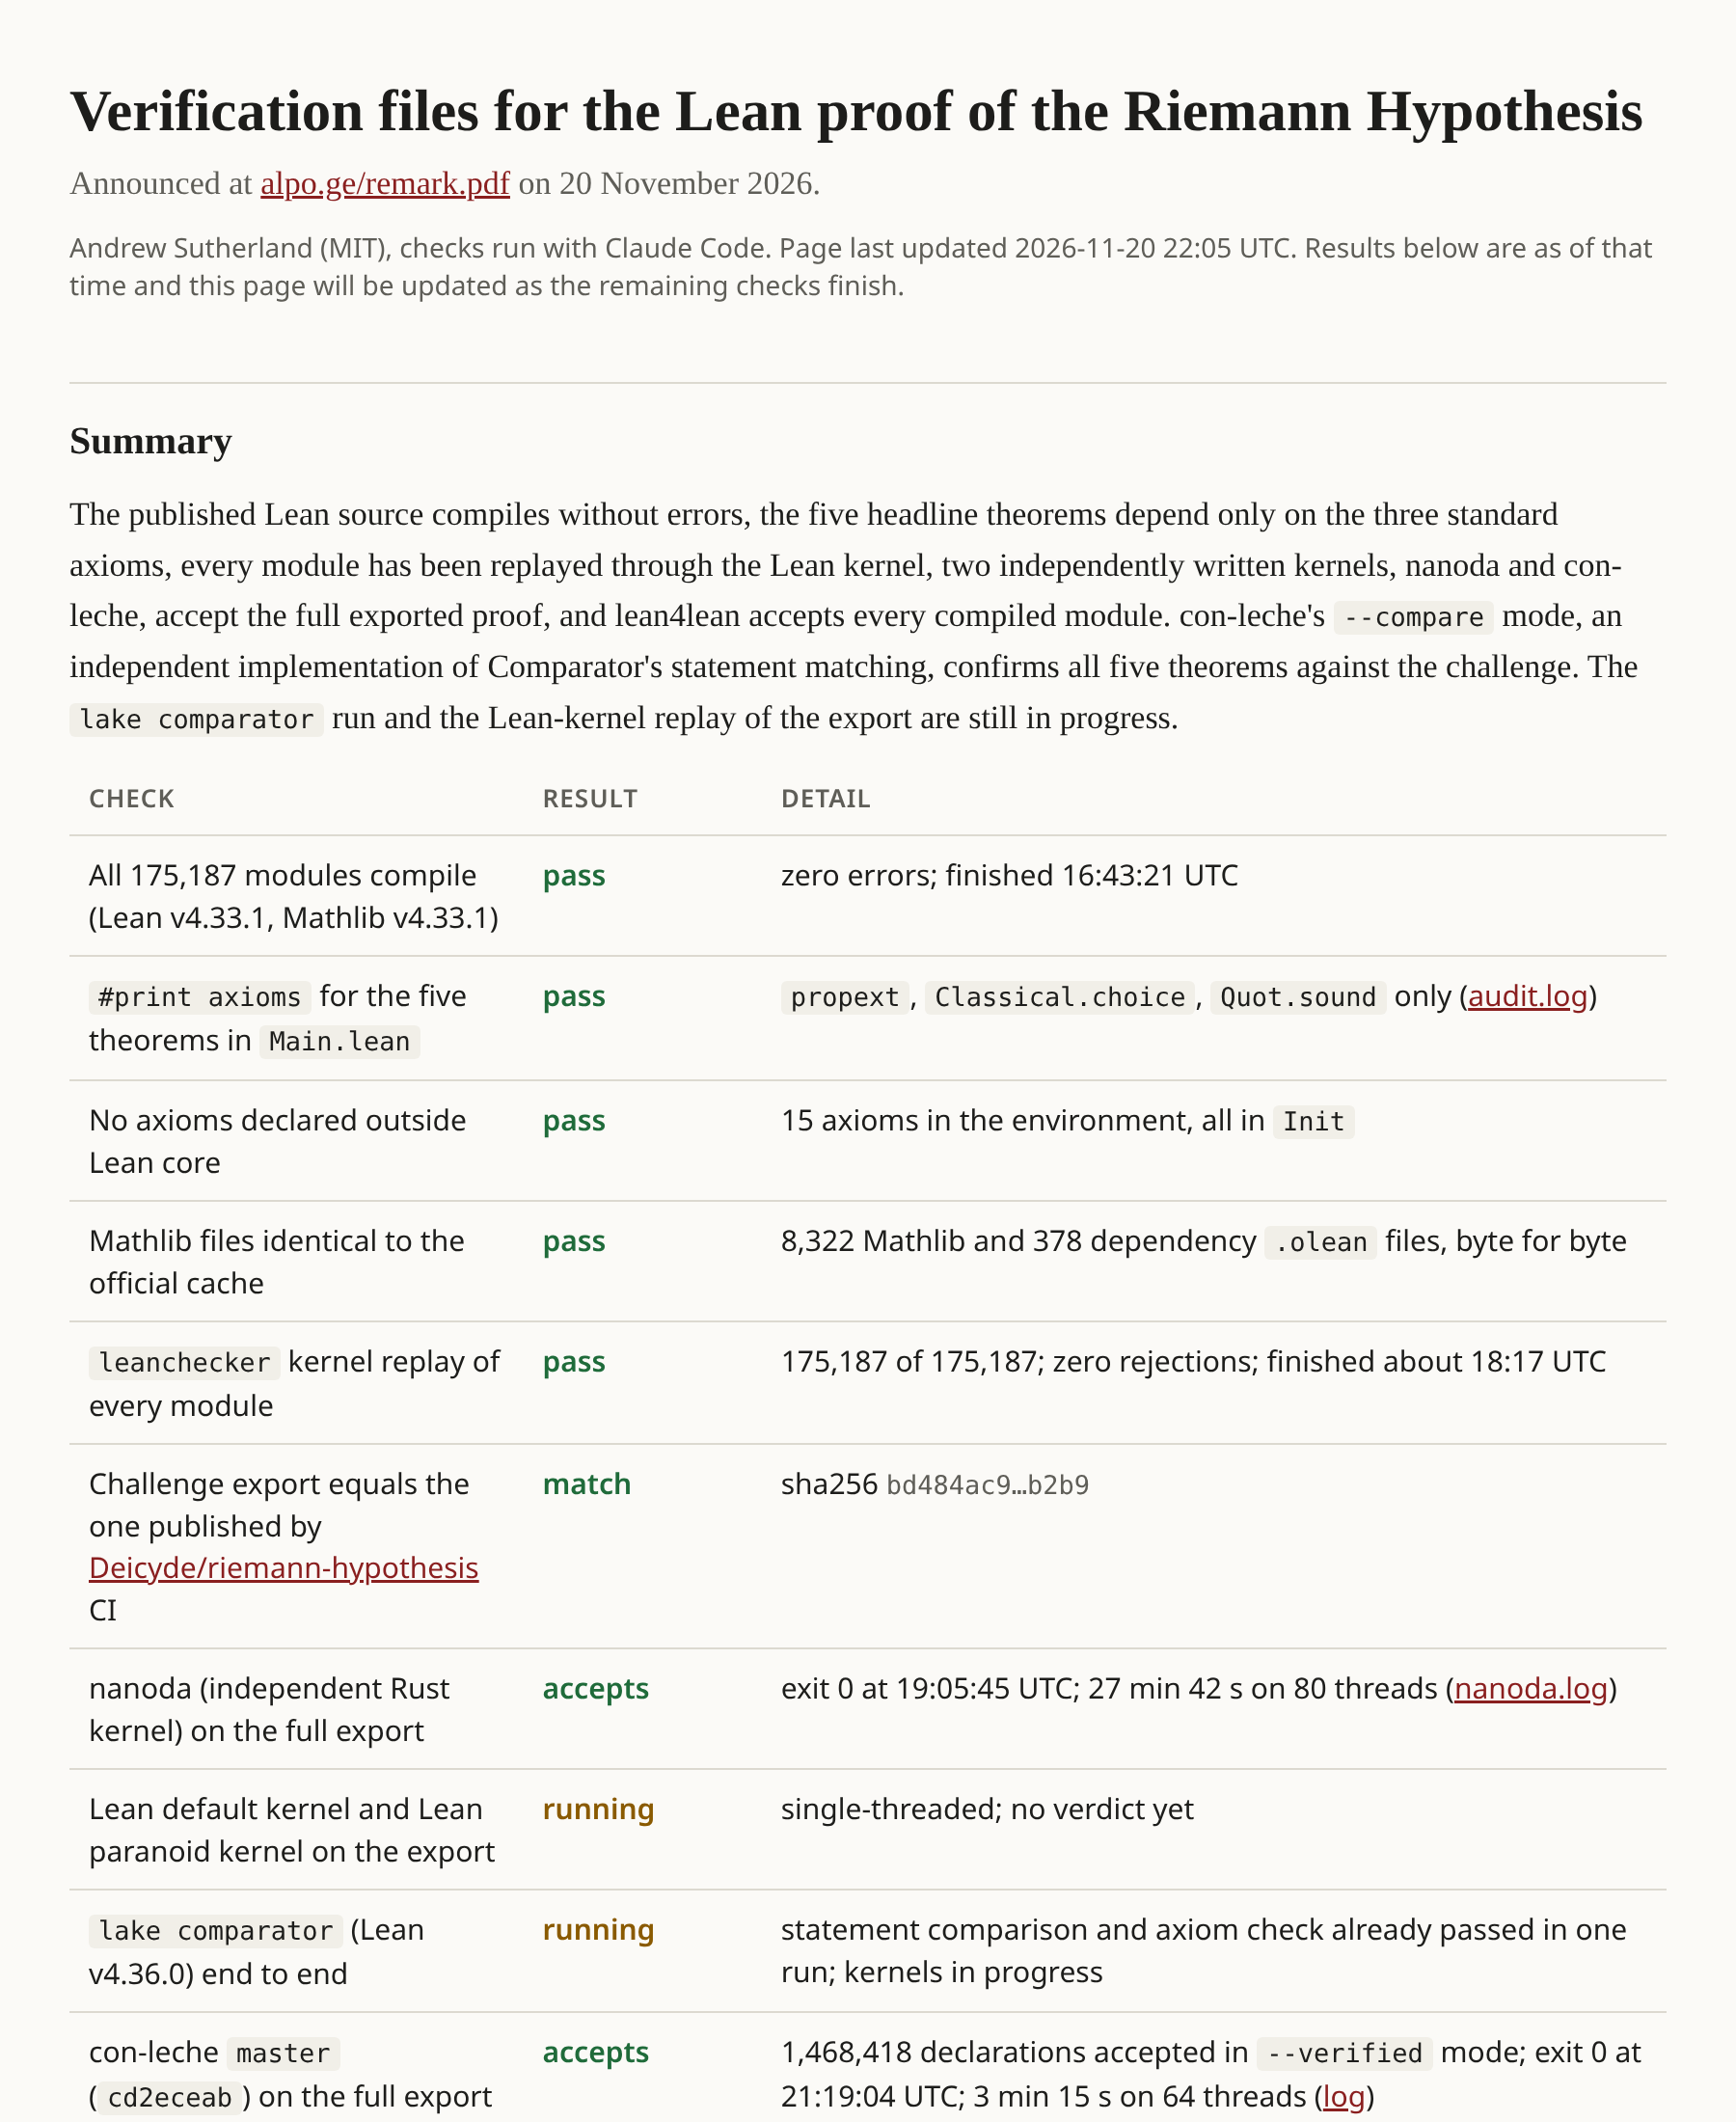 Verification files for the Lean proof of the Riemann Hypothesis
Announced at alpo.ge/remark.pdf on 20 November 2026.
Andrew Sutherland (MIT), checks run with Claude Code. Page last updated 2026-11-20 22:05 UTC. Results below are as of that
time and this page will be updated as the remaining checks finish.
Summary
The published Lean source compiles without errors, the five headline theorems depend only on the three standard
axioms, every module has been replayed through the Lean kernel, two independently written kernels, nanoda and con-
leche, accept the full exported proof, and lean4lean accepts every compiled module. con-leche's --compare mode, an
independent implementation of Comparator's statement matching, confirms all five theorems against the challenge. The
lake comparator run and the Lean-kernel replay of the export are still in progress.
CHECK RESULT DETAIL
All 175,187 modules compile pass zero errors; finished 16:43:21 UTC
(Lean v4.33.1, Mathlib v4.33.1)
#print axioms for the five pass propext, Classical.choice, Quot.sound only (audit.log)
theorems in Main.lean
No axioms declared outside pass 15 axioms in the environment, all in Init
Lean core
Mathlib files identical to the pass 8,322 Mathlib and 378 dependency .olean files, byte for byte
official cache
leanchecker kernel replay of pass 175,187 of 175,187; zero rejections; finished about 18:17 UTC
every module
Challenge export equals the match sha256 bd484ac9…b2b9
one published by
Deicyde/riemann-hypothesis
CI
nanoda (independent Rust accepts exit 0 at 19:05:45 UTC; 27 min 42 s on 80 threads (nanoda.log)
kernel) on the full export
Lean default kernel and Lean running single-threaded; no verdict yet
paranoid kernel on the export
lake comparator (Lean running statement comparison and axiom check already passed in one
v4.36.0) end to end run; kernels in progress
con-leche master accepts 1,468,418 declarations accepted in --verified mode; exit 0 at
(cd2eceab) on the full export 21:19:04 UTC; 3 min 15 s on 64 threads (log)